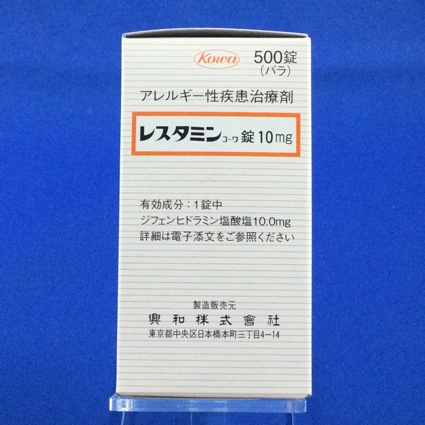 Kowa
500錠
(バラ)
アレルギー性疾患治療剤
レスタミンコーワ錠10mg
有効成分:1錠中
ジフェンヒドラミン塩酸塩10.0mg
詳細は電子添文をご参照ください
製造販売元
興和株式會社
東京都中央区日本橋本町三丁目4-14